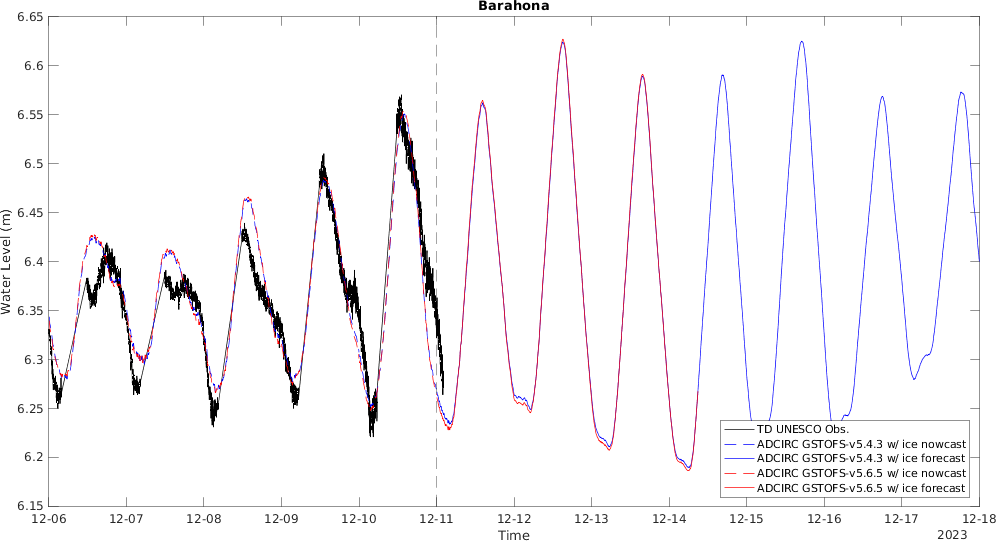 Barahona
6.65
6.6
6.55
6.5
6.45
6.4
6.35
6.3
6.25
6.2
6.15
Water Level (m)
TD UNESCO Obs.
ADCIRC GSTOFS-v5.4.3 w/ ice nowcast
ADCIRC GSTOFS-v5.4.3 w/ ice forecast
ADCIRC GSTOFS-v5.6.5 w/ ice nowcast
ADCIRC GSTOFS-v5.6.5 w/ ice forecast
12-06 12-07 12-08 12-09 12-10 12-11 12-12 12-13 12-14 12-15 12-16 12-17 12-18
Time
2023